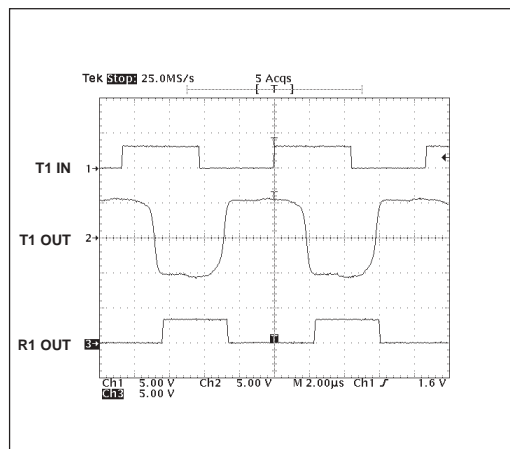 Tek Stop: 25.0MS/s 5 Acqs
[ T ]
T
T1 IN 1
T
T1 OUT 2
T
R1 OUT 3
Ch1 5.00 V Ch2 5.00 V M 2.00µs Ch1 1.6 V
Ch3 5.00 V